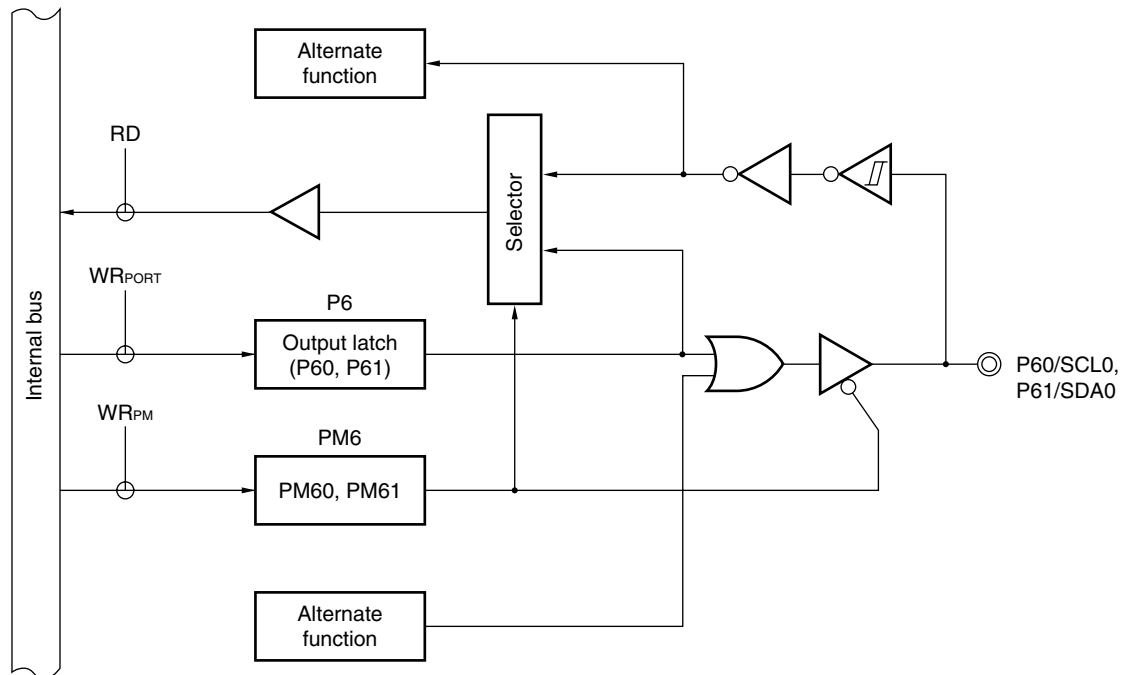 Alternate
function
RD
Selector
WRPORT
P6
Output latch
(P60, P61)
Internal bus
P60/SCL0,
P61/SDA0
WRPM
PM6
PM60, PM61
Alternate
function